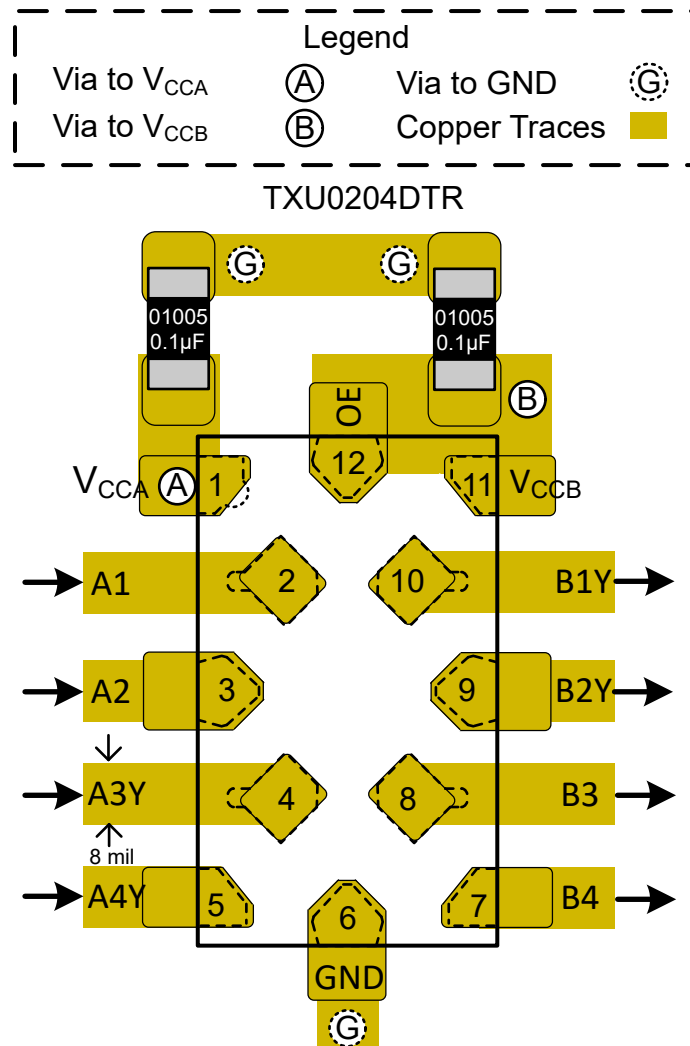 Legend
Via to VCCA A Via to GND G
Via to VCCB B Copper Traces
TXU0204DTR
G G
01005 01005
0.1µF 0.1µF
B
OE
VCCA A 1 12 11 VCCB
A1 2 10 B1Y
A2 3 9 B2Y
A3Y 4 8 B3
8 mil
A4Y 5 6 7 B4
GND
G